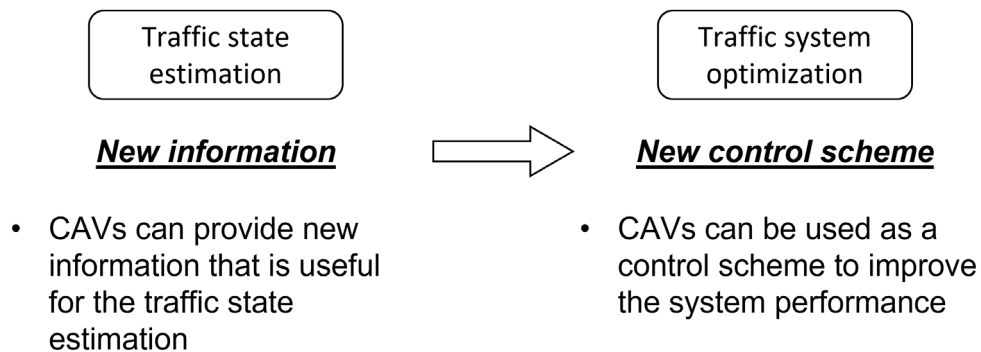 Traffic state
estimation
New information
• CAVs can provide new
information that is useful
for the traffic state
estimation
Traffic system
optimization
New control scheme
• CAVs can be used as a
control scheme to improve
the system performance